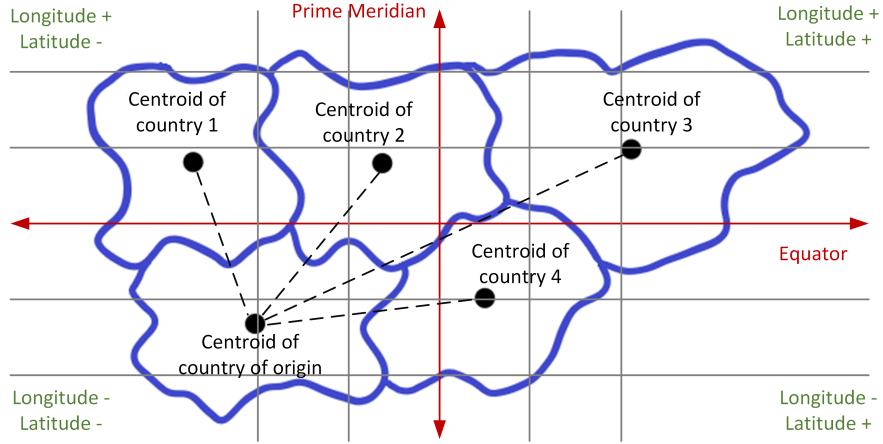 Longitude +
Latitude -
Prime Meridian
Longitude +
Latitude +
Centroid of
country 1
Centroid of
country 2
Centroid of
country 3
Equator
Centroid of
country 4
Centroid of
country of origin
Longitude -
Latitude -
Longitude -
Latitude +